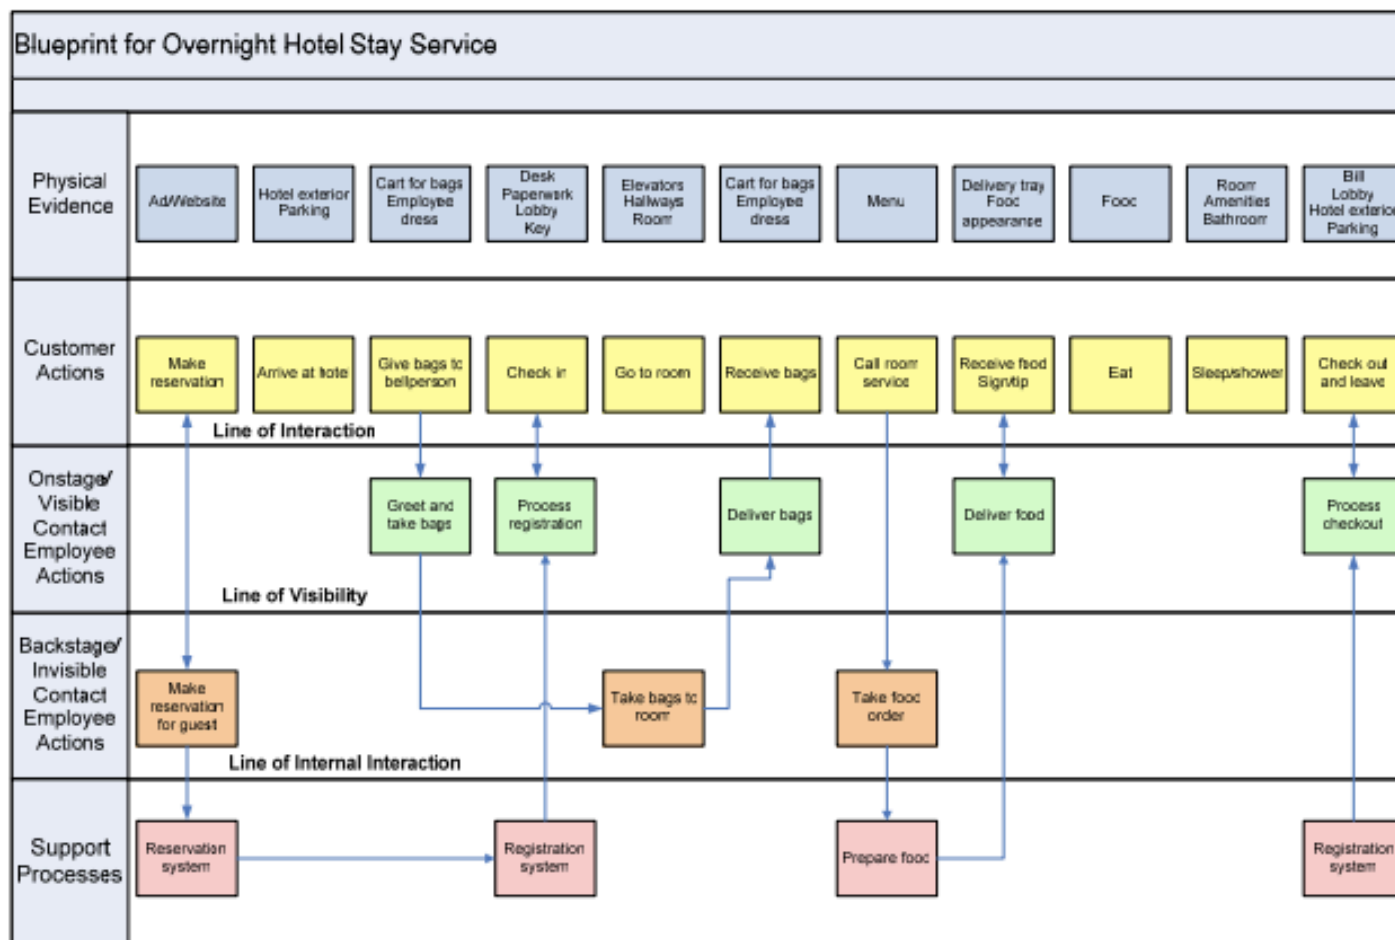 Blueprint for Overnight Hotel Stay Service
Physical
Evidence
Ad/Website
Hotel exterior
Parking
Cart for bags
Employee
dress
Desk
Paperwork
Lobby
Key
Elevators
Hallways
Room
Cart for bags
Employee
dress
Menu
Delivery tray
Food
appearanse
Food
Room
Amenities
Bathroom
Bill
Lobby
Hotel exterior
Parking
Customer
Actions
Make
reservation
Arrive at hotel
Give bags to
bellperson
Check in
Go to room
Receive bags
Call room
service
Receive food
Sign/tip
Eat
Sleep/shower
Check out
and leave
Line of Interaction
Onstage/
Visible
Contact
Employee
Actions
Greet and
take bags
Process
registration
Deliver bags
Deliver food
Process
checkout
Line of Visibility
Backstage/
Invisible
Contact
Employee
Actions
Make
reservation
for guest
Take bags to
room
Take food
order
Line of Internal Interaction
Support
Processes
Reservation
system
Registration
system
Prepare food
Registration
system